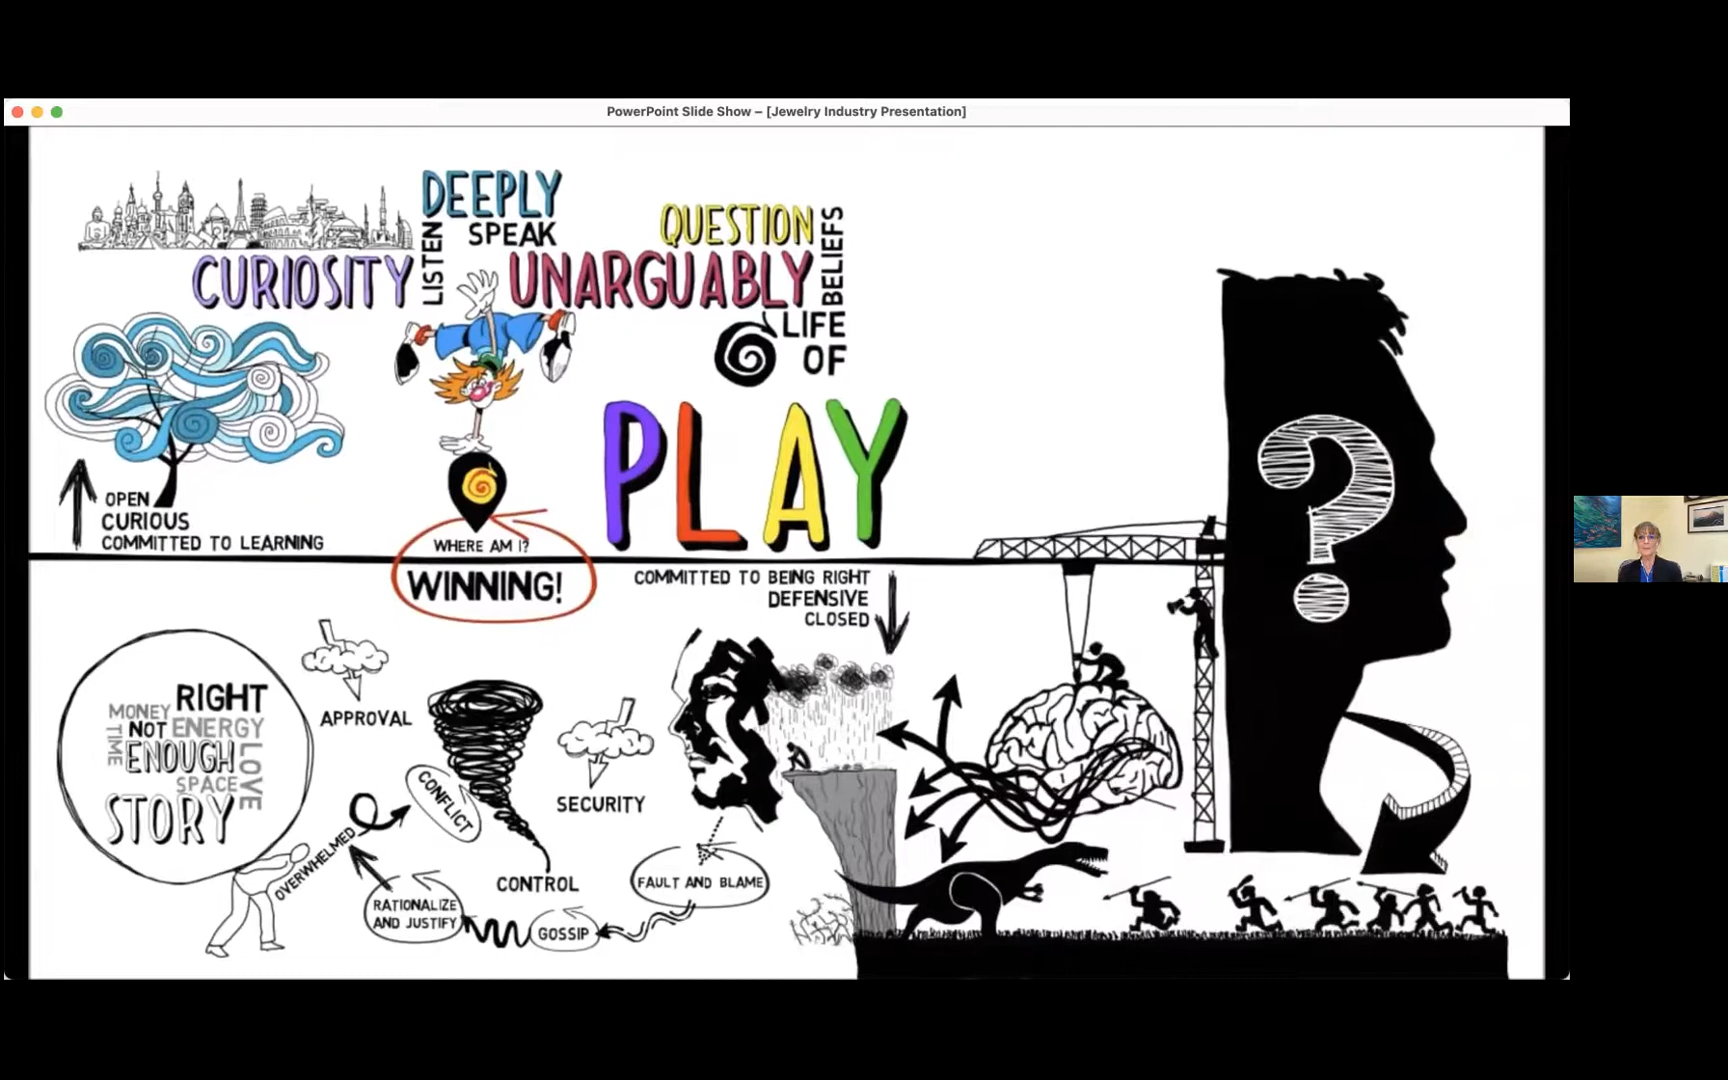 PowerPoint Slide Show – [Jewelry Industry Presentation]
DEEPLY
LISTEN
SPEAK
CURIOSITY
UNARGUABLY
QUESTION
BELIEFS
LIFE
OF
PLAY
OPEN
CURIOUS
COMMITTED TO LEARNING
WHERE AM I?
WINNING!
COMMITTED TO BEING RIGHT
DEFENSIVE
CLOSED
?
MONEY
RIGHT
TIME
NOT
ENERGY
ENOUGH
LOVE
SPACE
STORY
APPROVAL
SECURITY
CONTROL
CONFLICT
OVERWHELMED
RATIONALIZE
AND JUSTIFY
GOSSIP
FAULT AND BLAME